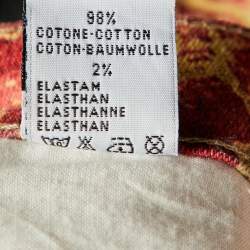 98%
COTONE-COTTON
COTON-BAUMWOLLE
2%
ELASTAM
ELASTHAN
ELASTHANNE
ELASTHAN